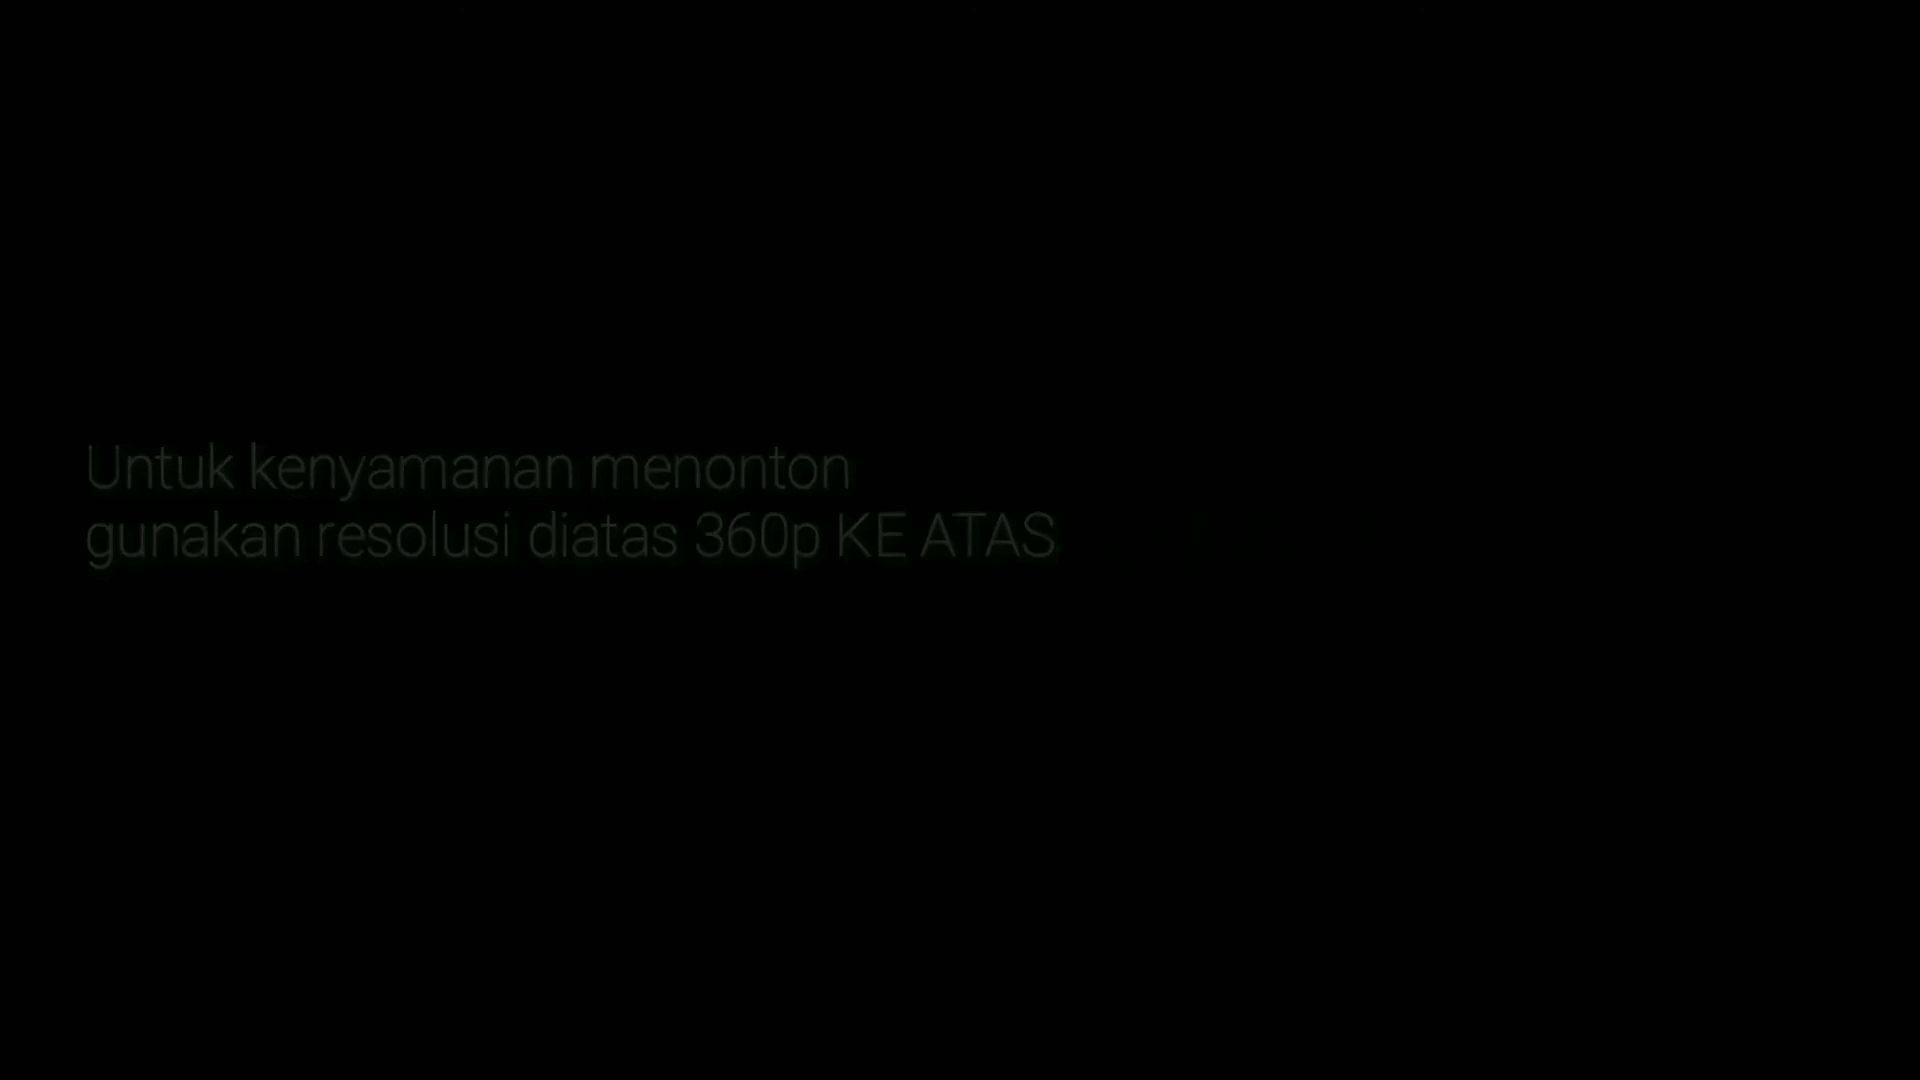 Untuk kenyamanan menonton
gunakan resolusi diatas 360p KE ATAS